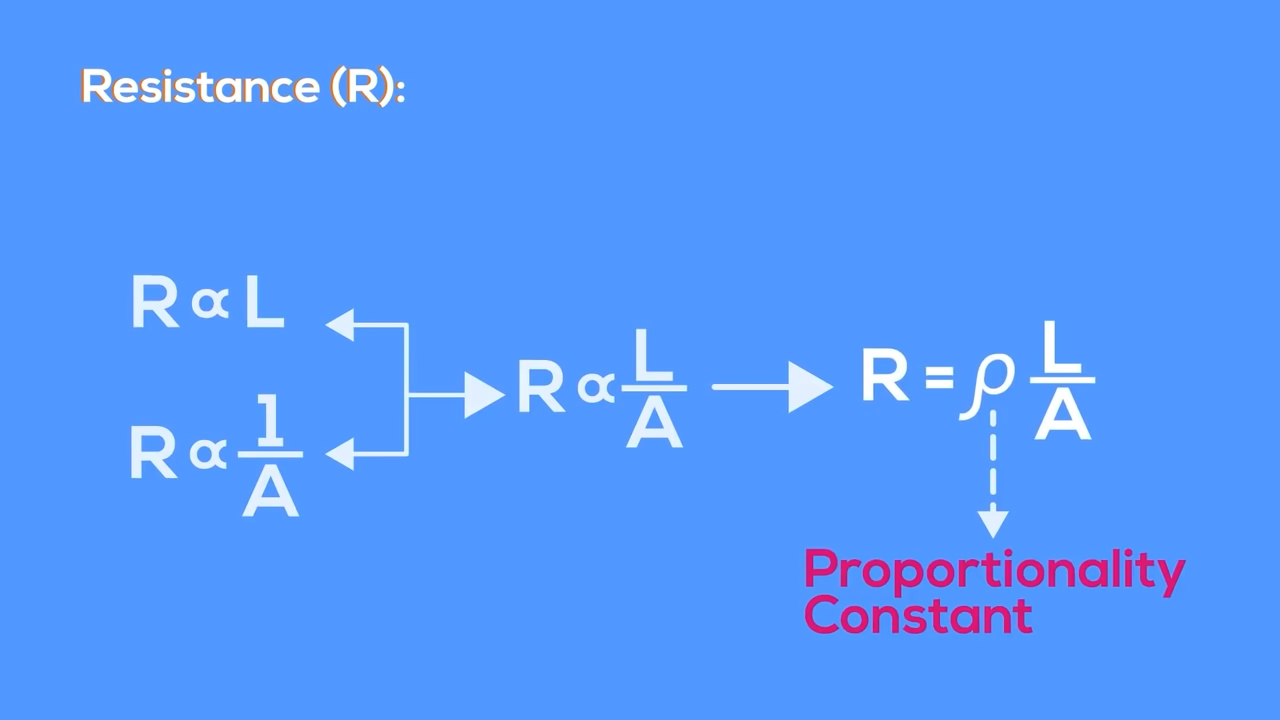 Resistance (R):
R ∝ L
R ∝ 1/A
R ∝ L/A
R = ρ L/A
Proportionality
Constant